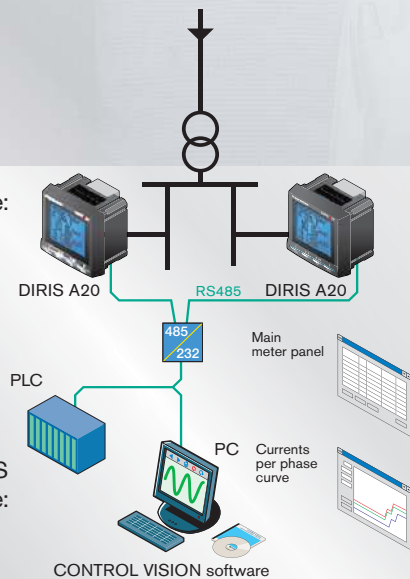 e:
DIRIS A20
RS485
DIRIS A20
485
232
Main
meter panel
PLC
PC
Currents
per phase
curve
S
e:
CONTROL VISION software